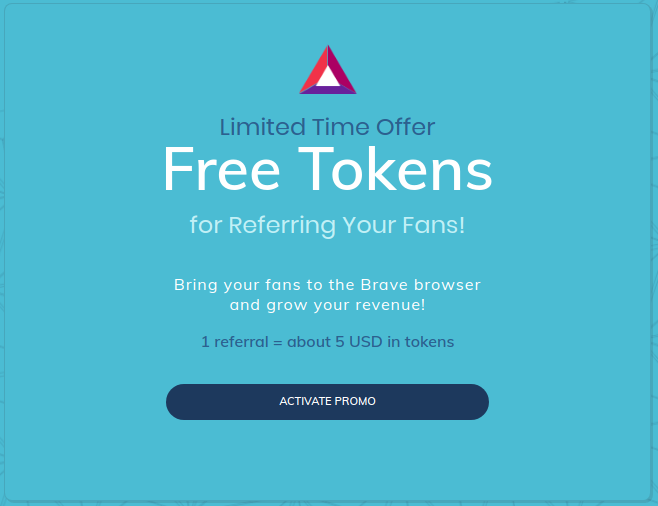 Limited Time Offer
Free Tokens
for Referring Your Fans!
Bring your fans to the Brave browser
and grow your revenue!
1 referral = about 5 USD in tokens
ACTIVATE PROMO